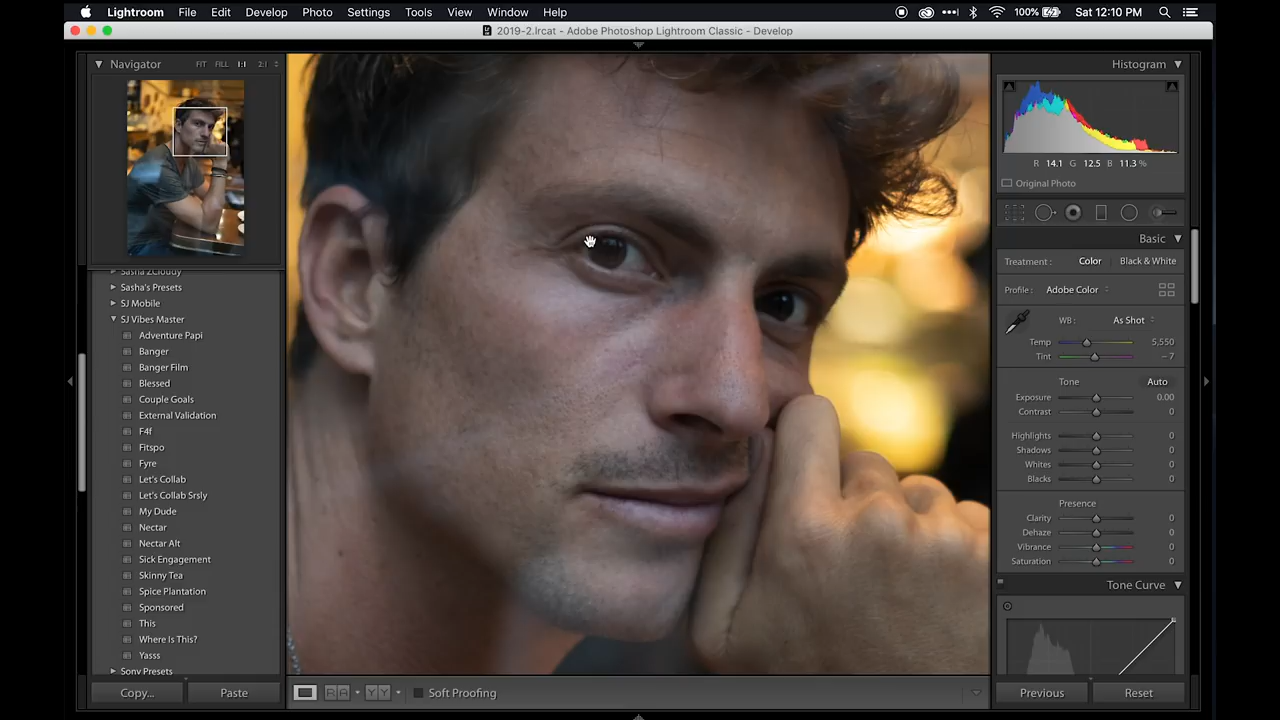 Lightroom File Edit Develop Photo Settings Tools View Window Help 100% Sat 12:10 PM
2019-2.lrcat - Adobe Photoshop Lightroom Classic - Develop
Navigator FIT FILL 1:1 2:1
Sasha ZCloudy
Sasha's Presets
SJ Mobile
SJ Vibes Master
Adventure Papi
Banger
Banger Film
Blessed
Couple Goals
External Validation
F4f
Fitspo
Fyre
Let's Collab
Let's Collab Srsly
My Dude
Nectar
Nectar Alt
Sick Engagement
Skinny Tea
Spice Plantation
Sponsored
This
Where Is This?
Yasss
Sony Presets
Copy... Paste
R A Y Y Soft Proofing
Histogram
R 14.1 G 12.5 B 11.3 %
Original Photo
Basic
Treatment : Color Black & White
Profile : Adobe Color
WB : As Shot
Temp 5,550
Tint -7
Tone Auto
Exposure 0.00
Contrast 0
Highlights 0
Shadows 0
Whites 0
Blacks 0
Presence
Clarity 0
Dehaze 0
Vibrance 0
Saturation 0
Tone Curve
Previous Reset